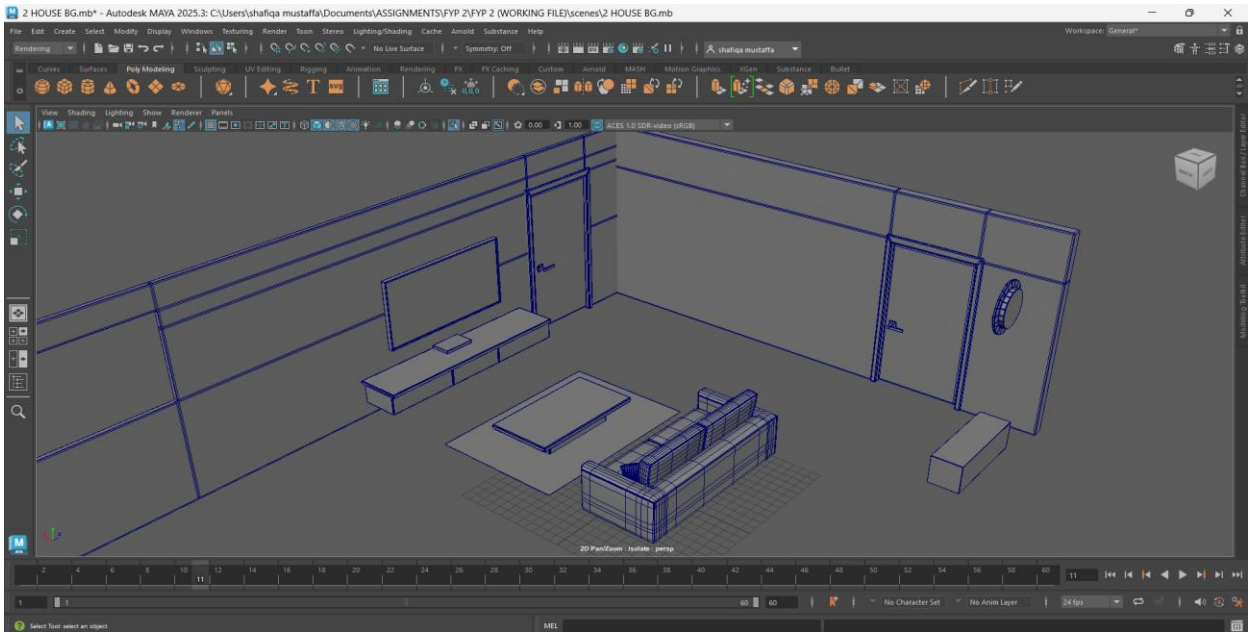 2 HOUSE BG.mb* - Autodesk MAYA 2025.3: C:\Users\shafiqa mustaffa\Documents\ASSIGNMENTS\FYP 2\FYP 2 (WORKING FILE)\scenes\2 HOUSE BG.mb
File Edit Create Select Modify Display Windows Texturing Render Toon Stereo Lighting/Shading Cache Arnold Substance Help Workspace: General*
Rendering No Live Surface Symmetry: Off shafiqa mustaffa
Curves Surfaces Poly Modeling Sculpting UV Editing Rigging Animation Rendering FX FX Caching Custom Arnold MASH Motion Graphics XGen Substance Bullet
SVG 0,0,0
View Shading Lighting Show Renderer Panels
0.00 1.00 ACES 1.0 SDR-video (sRGB)
Channel Box / Layer Editor
Attribute Editor
Modeling Toolkit
BACK
2D Pan/Zoom : Isolate : persp
2 4 6 8 10 12 14 16 18 20 22 24 26 28 30 32 34 36 38 40 42 44 46 48 50 52 54 56 58 60 11
11
1 1 60 60 No Character Set No Anim Layer 24 fps
Select Tool: select an object MEL